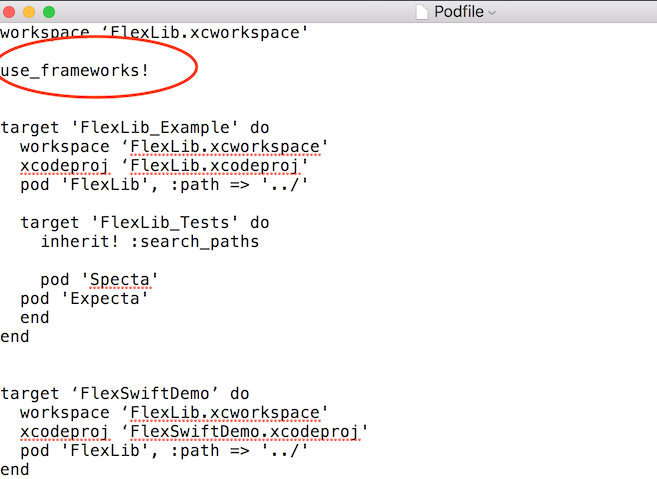 Podfile
workspace ‘FlexLib.xcworkspace'
use_frameworks!
target 'FlexLib_Example' do
workspace ‘FlexLib.xcworkspace'
xcodeproj ‘FlexLib.xcodeproj'
pod 'FlexLib', :path => '../'
target 'FlexLib_Tests' do
inherit! :search_paths
pod 'Specta'
pod 'Expecta'
end
end
target ‘FlexSwiftDemo’ do
workspace ‘FlexLib.xcworkspace'
xcodeproj ‘FlexSwiftDemo.xcodeproj'
pod 'FlexLib', :path => '../'
end